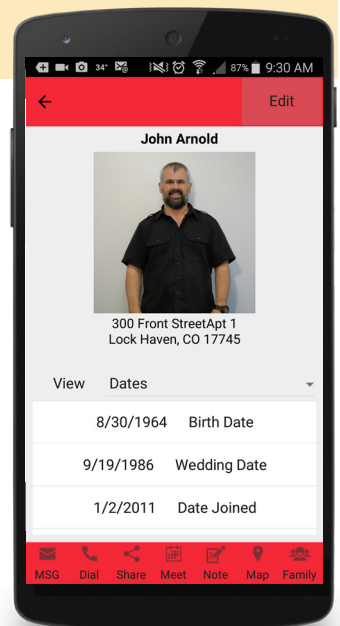 34° 87% 9:30 AM
Edit
John Arnold
300 Front StreetApt 1
Lock Haven, CO 17745
View Dates
8/30/1964 Birth Date
9/19/1986 Wedding Date
1/2/2011 Date Joined
MSG Dial Share Meet Note Map Family